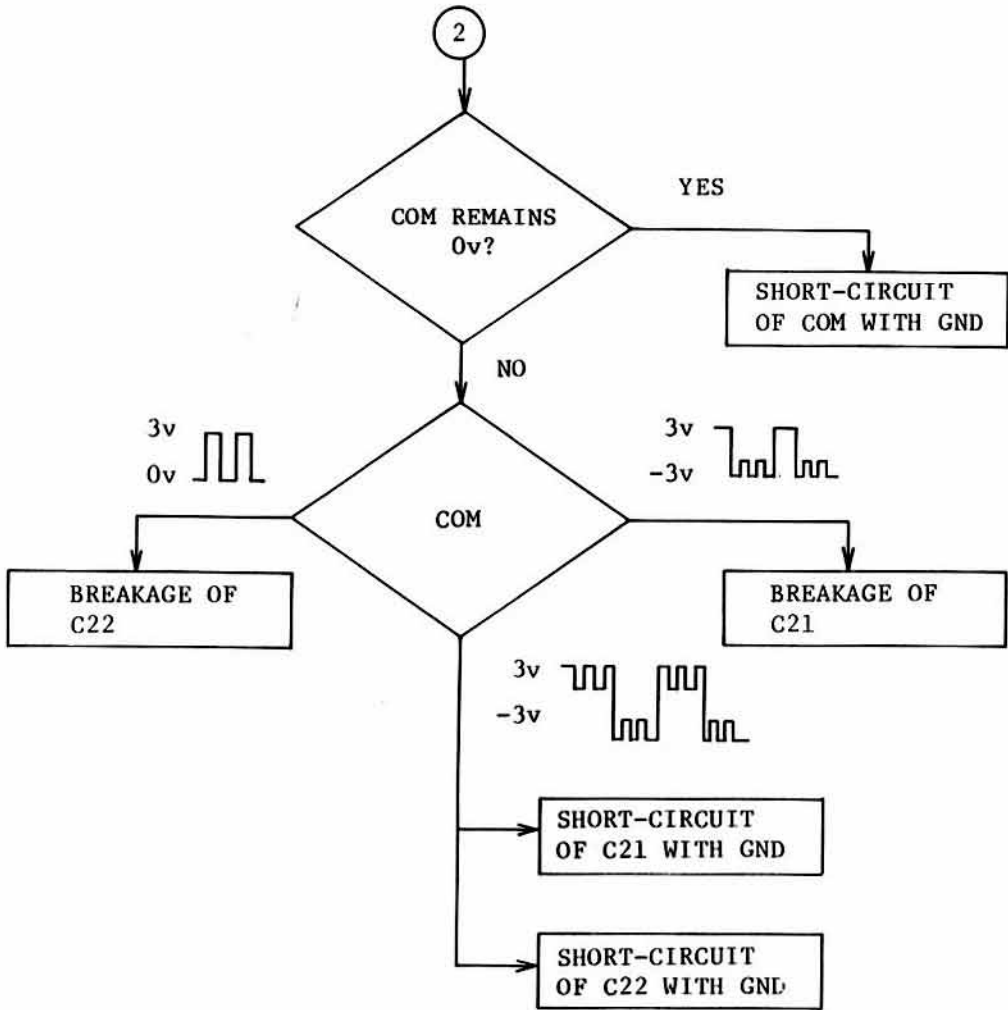 2
COM REMAINS
0v?
YES
SHORT-CIRCUIT
OF COM WITH GND
NO
3v
0v
3v
-3v
COM
BREAKAGE OF
C22
BREAKAGE OF
C21
3v
-3v
SHORT-CIRCUIT
OF C21 WITH GND
SHORT-CIRCUIT
OF C22 WITH GND